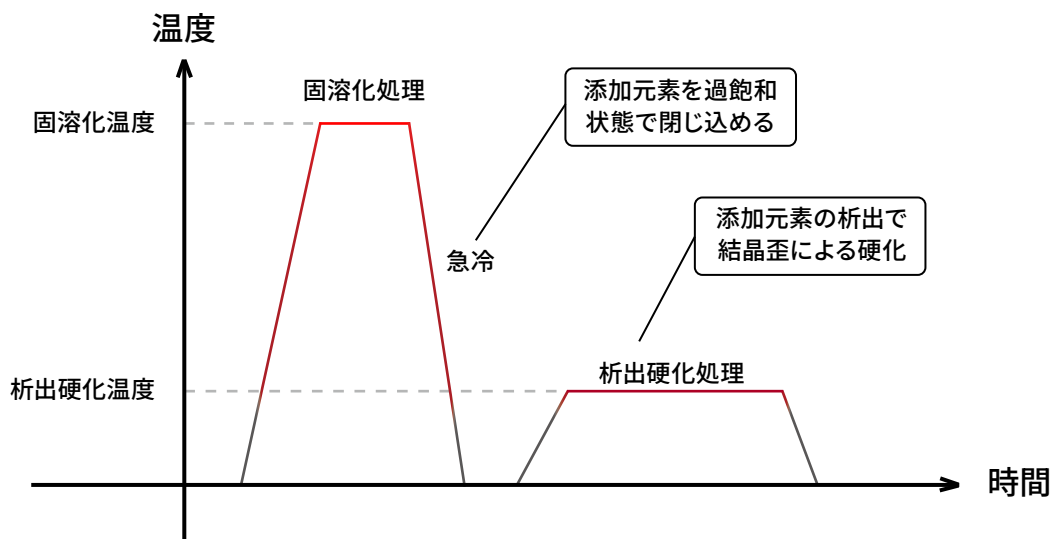 温度
固溶化処理
添加元素を過飽和
状態で閉じ込める
固溶化温度
添加元素の析出で
結晶歪による硬化
急冷
析出硬化処理
析出硬化温度
時間